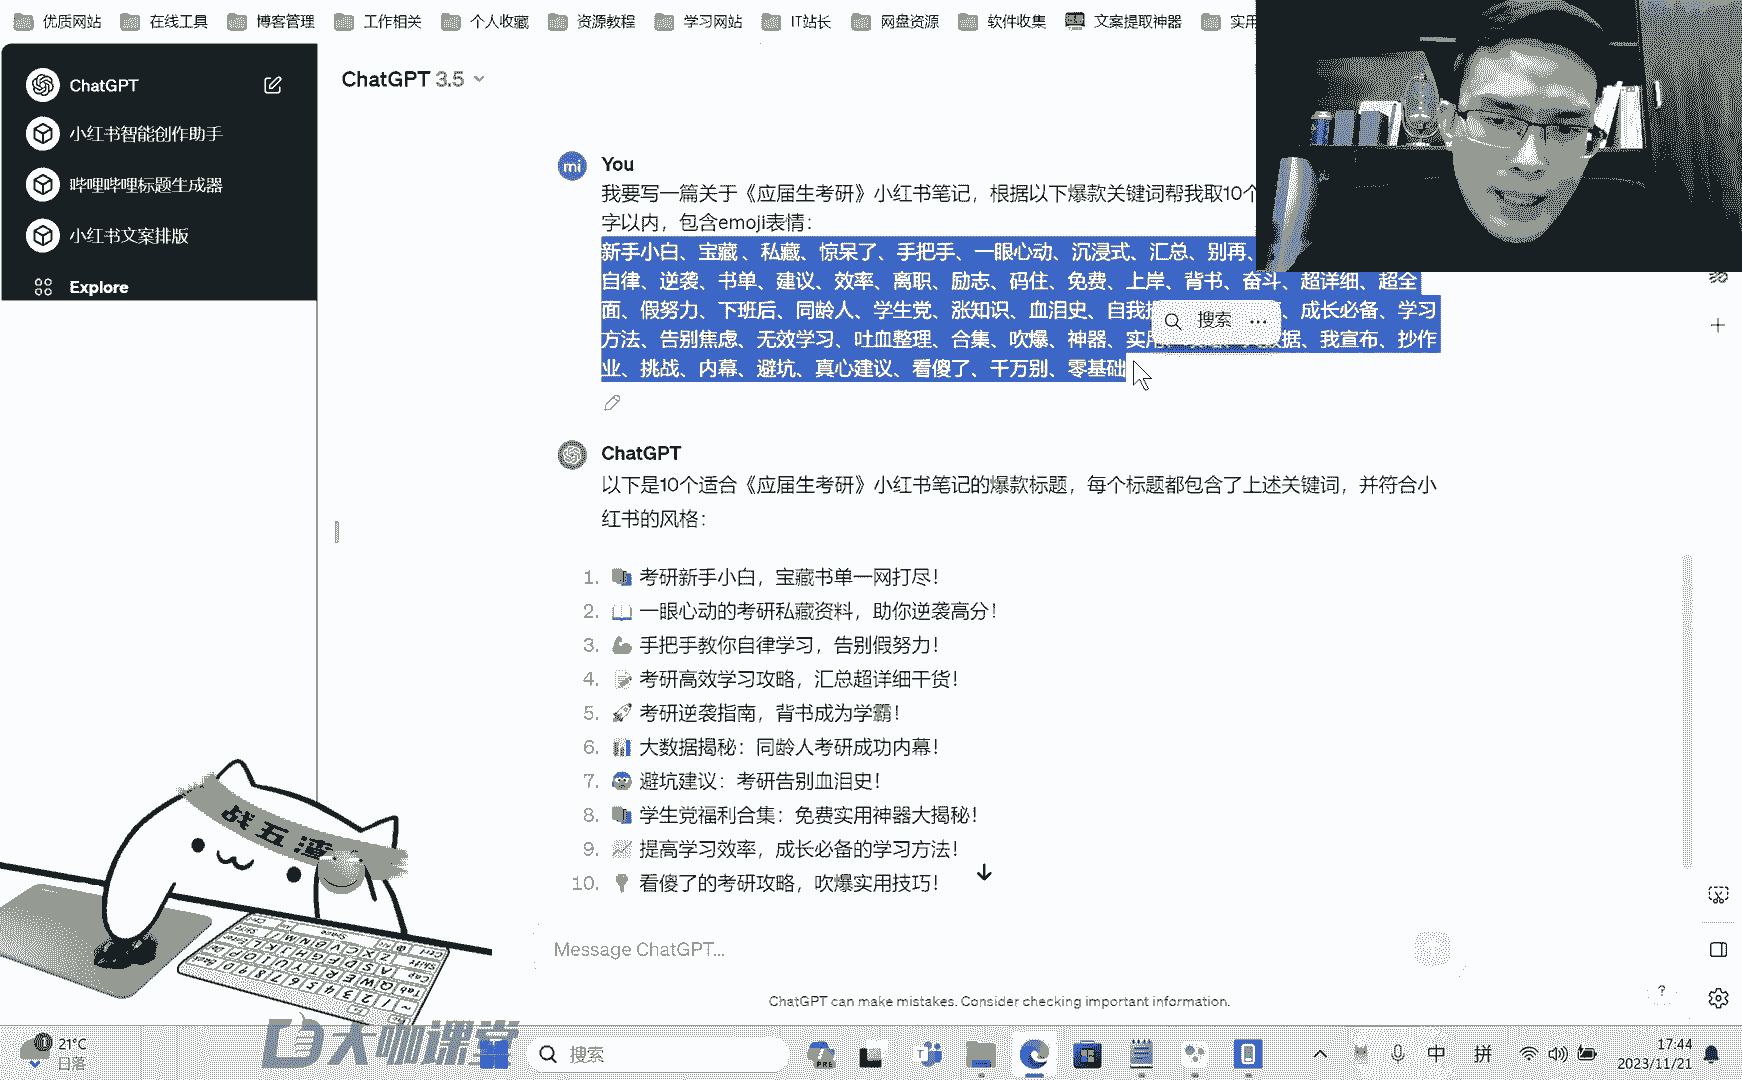 优质网站 在线工具 博客管理 工作相关 个人收藏 资源教程 学习网站 IT站长 网盘资源 软件收集 文案提取神器 实用
ChatGPT
小红书智能创作助手
哔哩哔哩标题生成器
小红书文案排版
Explore
ChatGPT 3.5
mi
You
我要写一篇关于《应届生考研》小红书笔记，根据以下爆款关键词帮我取10个
字以内，包含emoji表情：
新手小白、宝藏、私藏、惊呆了、手把手、一眼心动、沉浸式、汇总、别再、
自律、逆袭、书单、建议、效率、离职、励志、码住、免费、上岸、背书、奋斗、超详细、超全
面、假努力、下班后、同龄人、学生党、涨知识、血泪史、自我 、成长必备、学习
方法、告别焦虑、无效学习、吐血整理、合集、吹爆、神器、实用 据、我宣布、抄作
业、挑战、内幕、避坑、真心建议、看傻了、千万别、零基础
搜索 ...
ChatGPT
以下是10个适合《应届生考研》小红书笔记的爆款标题，每个标题都包含了上述关键词，并符合小
红书的风格：
1. 📚 考研新手小白，宝藏书单一网打尽！
2. 📖 一眼心动的考研私藏资料，助你逆袭高分！
3. 💪 手把手教你自律学习，告别假努力！
4. 📝 考研高效学习攻略，汇总超详细干货！
5. 🚀 考研逆袭指南，背书成为学霸！
6. 📊 大数据揭秘：同龄人考研成功内幕！
7. 避坑建议：考研告别血泪史！
8. 📚 学生党福利合集：免费实用神器大揭秘！
9. 📈 提高学习效率，成长必备的学习方法！
10. 💡 看傻了的考研攻略，吹爆实用技巧！
Message ChatGPT...
ChatGPT can make mistakes. Consider checking important information.
?
战五渣
大咖课堂
21°C
日落
搜索
中 拼
17:44
2023/11/21